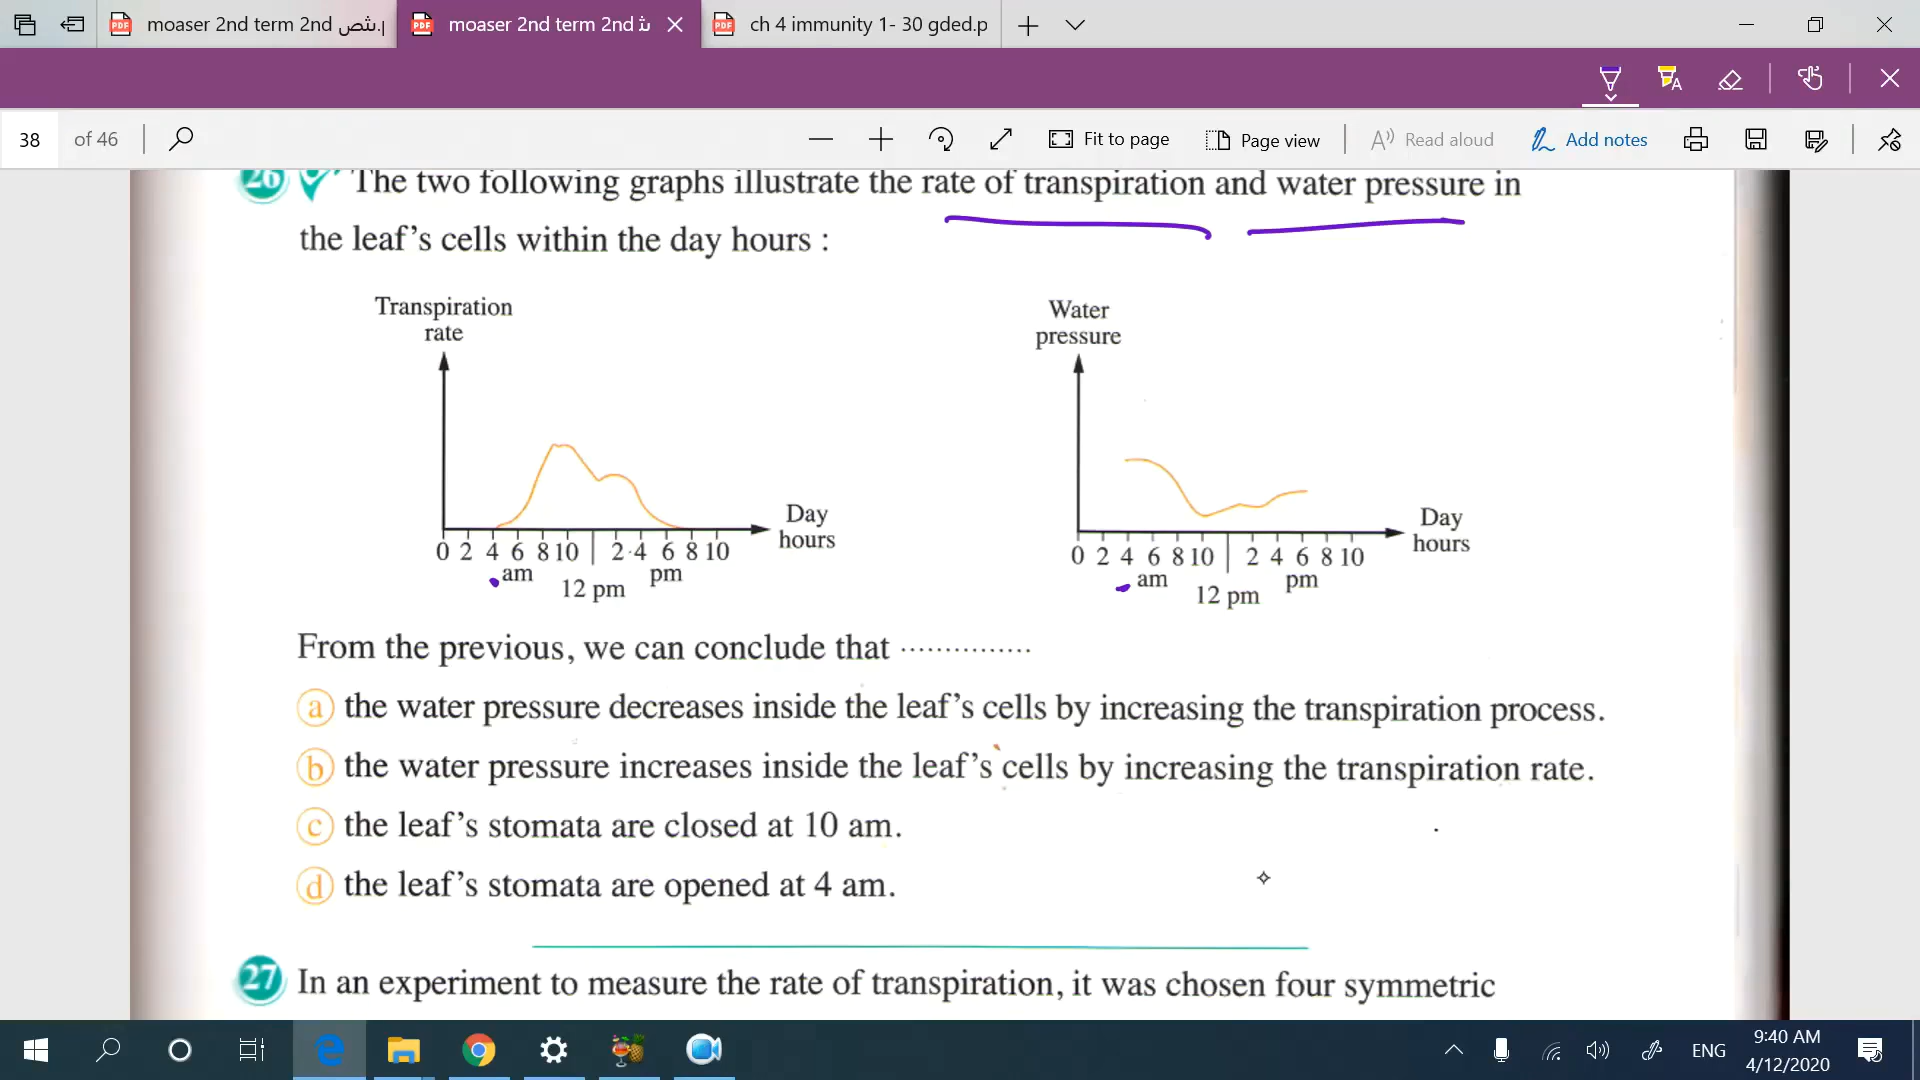 moaser 2nd term 2nd نثص.p
moaser 2nd term 2nd ث
ch 4 immunity 1- 30 gded.p
38 of 46
Fit to page
Page view
Read aloud
Add notes
26 The two following graphs illustrate the rate of transpiration and water pressure in
the leaf's cells within the day hours :
Transpiration
rate
Day
hours
0 2 4 6 8 10 2 4 6 8 10
am 12 pm pm
Water
pressure
Day
hours
0 2 4 6 8 10 2 4 6 8 10
am 12 pm pm
From the previous, we can conclude that ...............
a the water pressure decreases inside the leaf's cells by increasing the transpiration process.
b the water pressure increases inside the leaf's cells by increasing the transpiration rate.
c the leaf's stomata are closed at 10 am.
d the leaf's stomata are opened at 4 am.
27 In an experiment to measure the rate of transpiration, it was chosen four symmetric
ENG
9:40 AM
4/12/2020